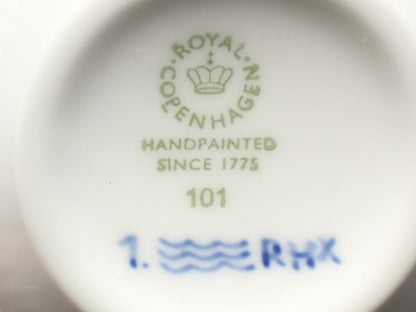 ROYAL
COPENHAGEN
HANDPAINTED
SINCE 1775
101
1. RHX